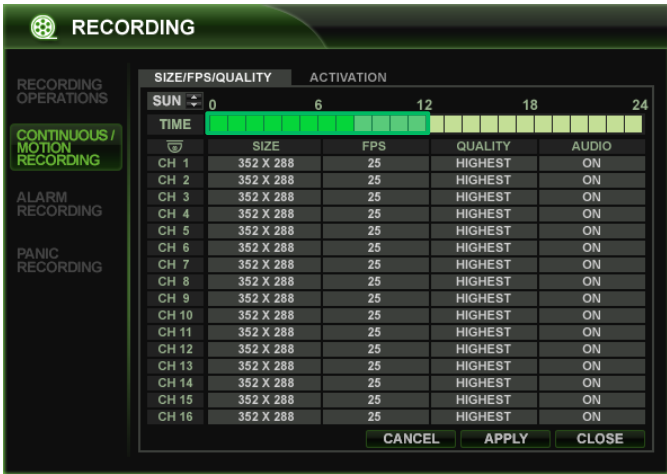 RECORDING
SIZE/FPS/QUALITY ACTIVATION
RECORDING
OPERATIONS
CONTINUOUS /
MOTION
RECORDING
ALARM
RECORDING
PANIC
RECORDING
SUN 0 6 12 18 24
TIME
SIZE FPS QUALITY AUDIO
CH 1 352 X 288 25 HIGHEST ON
CH 2 352 X 288 25 HIGHEST ON
CH 3 352 X 288 25 HIGHEST ON
CH 4 352 X 288 25 HIGHEST ON
CH 5 352 X 288 25 HIGHEST ON
CH 6 352 X 288 25 HIGHEST ON
CH 7 352 X 288 25 HIGHEST ON
CH 8 352 X 288 25 HIGHEST ON
CH 9 352 X 288 25 HIGHEST ON
CH 10 352 X 288 25 HIGHEST ON
CH 11 352 X 288 25 HIGHEST ON
CH 12 352 X 288 25 HIGHEST ON
CH 13 352 X 288 25 HIGHEST ON
CH 14 352 X 288 25 HIGHEST ON
CH 15 352 X 288 25 HIGHEST ON
CH 16 352 X 288 25 HIGHEST ON
CANCEL APPLY CLOSE